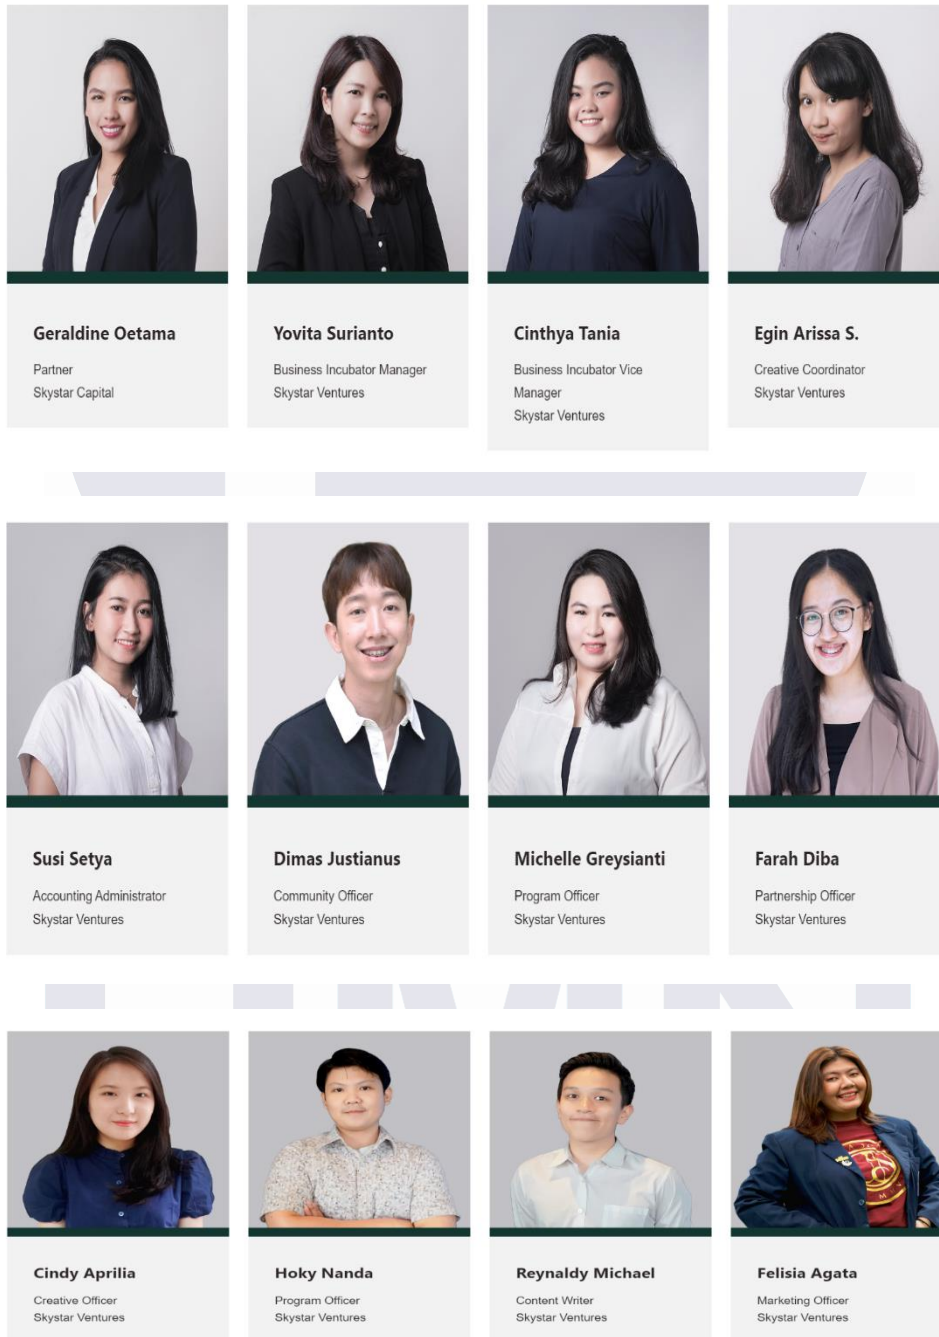 Geraldine Oetama
Partner
Skystar Capital
Yovita Surianto
Business Incubator Manager
Skystar Ventures
Cinthya Tania
Business Incubator Vice
Manager
Skystar Ventures
Egin Arissa S.
Creative Coordinator
Skystar Ventures
Susi Setya
Accounting Administrator
Skystar Ventures
Dimas Justianus
Community Officer
Skystar Ventures
Michelle Greysianti
Program Officer
Skystar Ventures
Farah Diba
Partnership Officer
Skystar Ventures
Cindy Aprilia
Creative Officer
Skystar Ventures
Hoky Nanda
Program Officer
Skystar Ventures
Reynaldy Michael
Content Writer
Skystar Ventures
Felisia Agata
Marketing Officer
Skystar Ventures